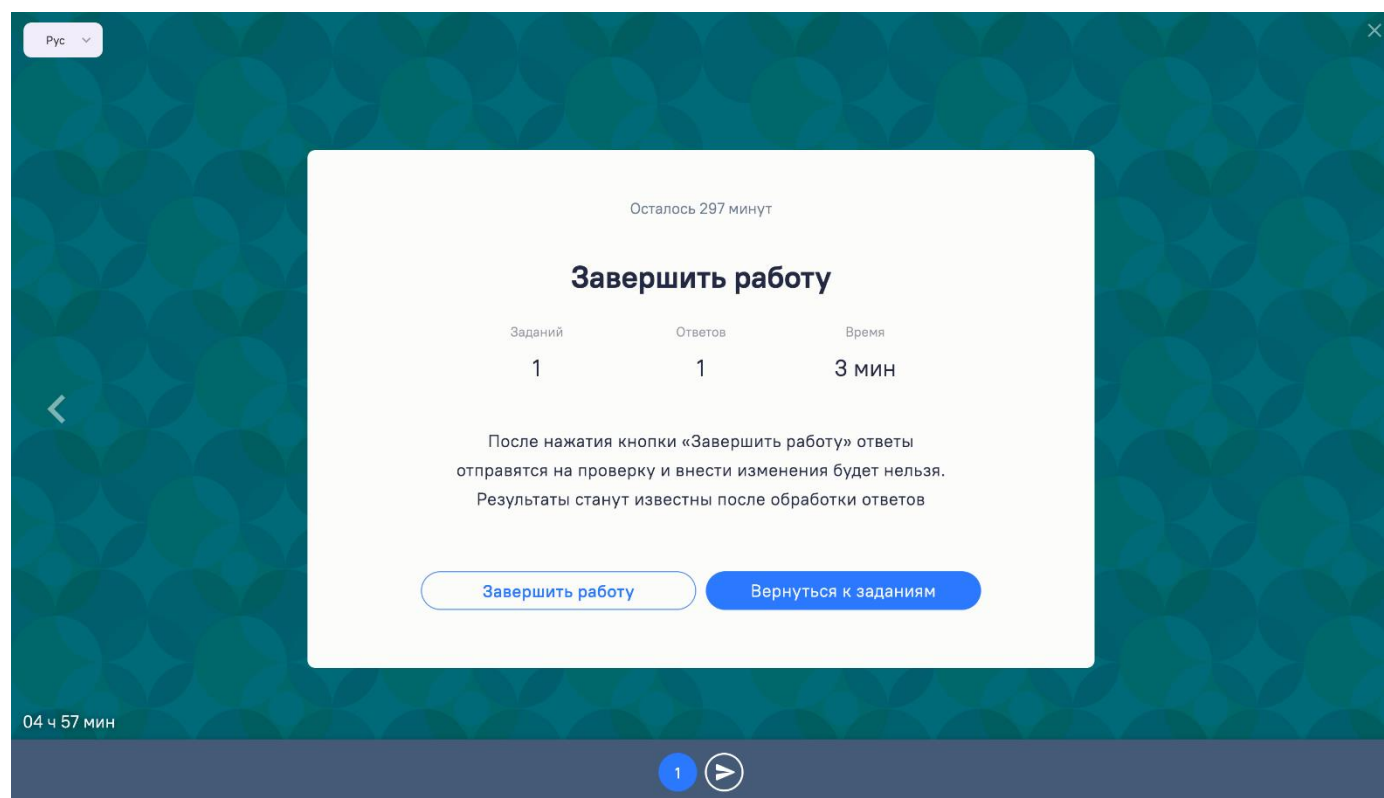 Рус
Осталось 297 минут
Завершить работу
Заданий Ответов Время
1 1 3 мин
После нажатия кнопки «Завершить работу» ответы
отправятся на проверку и внести изменения будет нельзя.
Результаты станут известны после обработки ответов
Завершить работу Вернуться к заданиям
04 ч 57 мин
1